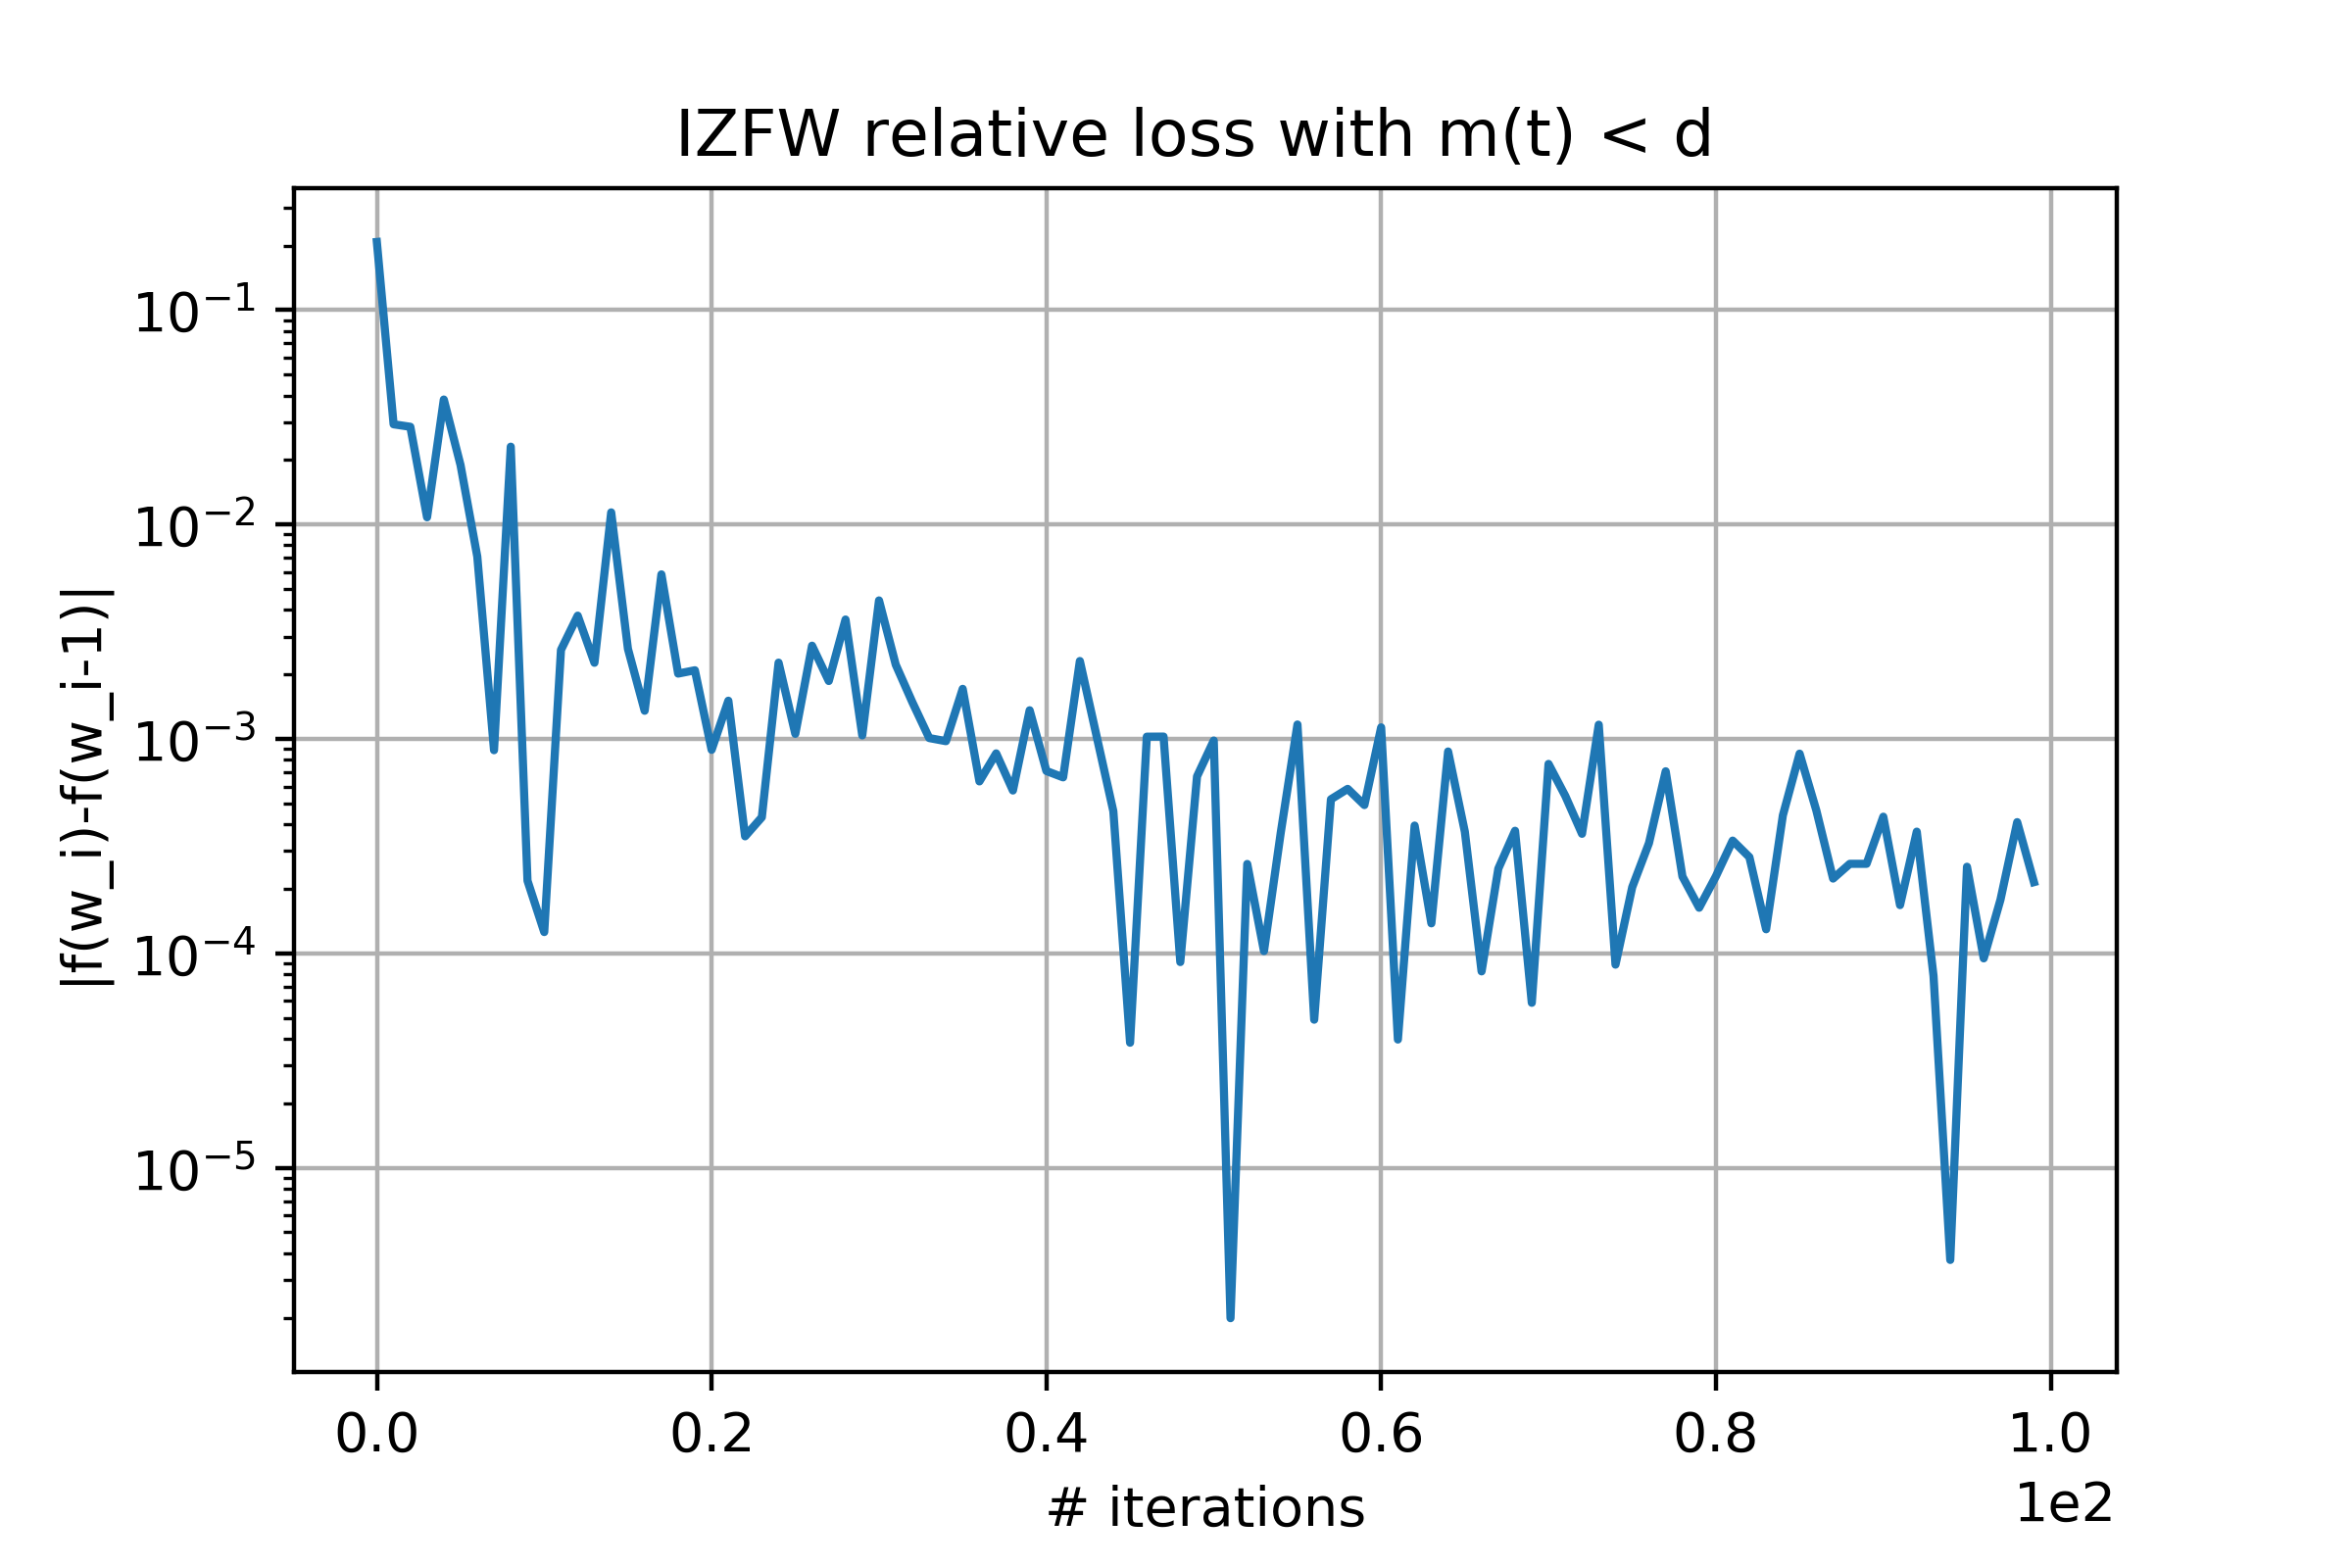 IZFW relative loss with m(t) < d
|f(w_i)-f(w_i-1)|
10⁻¹
10⁻²
10⁻³
10⁻⁴
10⁻⁵
0.0 0.2 0.4 0.6 0.8 1.0
# iterations
1e2